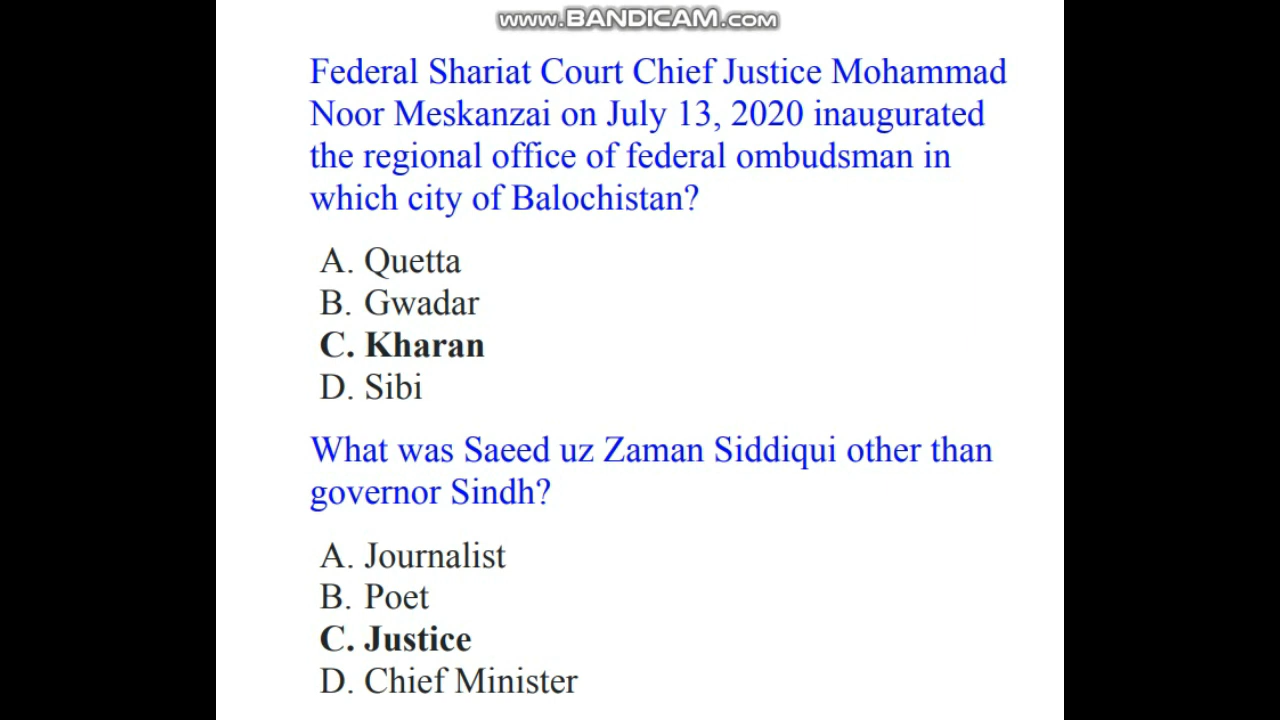 www.BANDICAM.com
Federal Shariat Court Chief Justice Mohammad
Noor Meskanzai on July 13, 2020 inaugurated
the regional office of federal ombudsman in
which city of Balochistan?
A. Quetta
B. Gwadar
C. Kharan
D. Sibi
What was Saeed uz Zaman Siddiqui other than
governor Sindh?
A. Journalist
B. Poet
C. Justice
D. Chief Minister